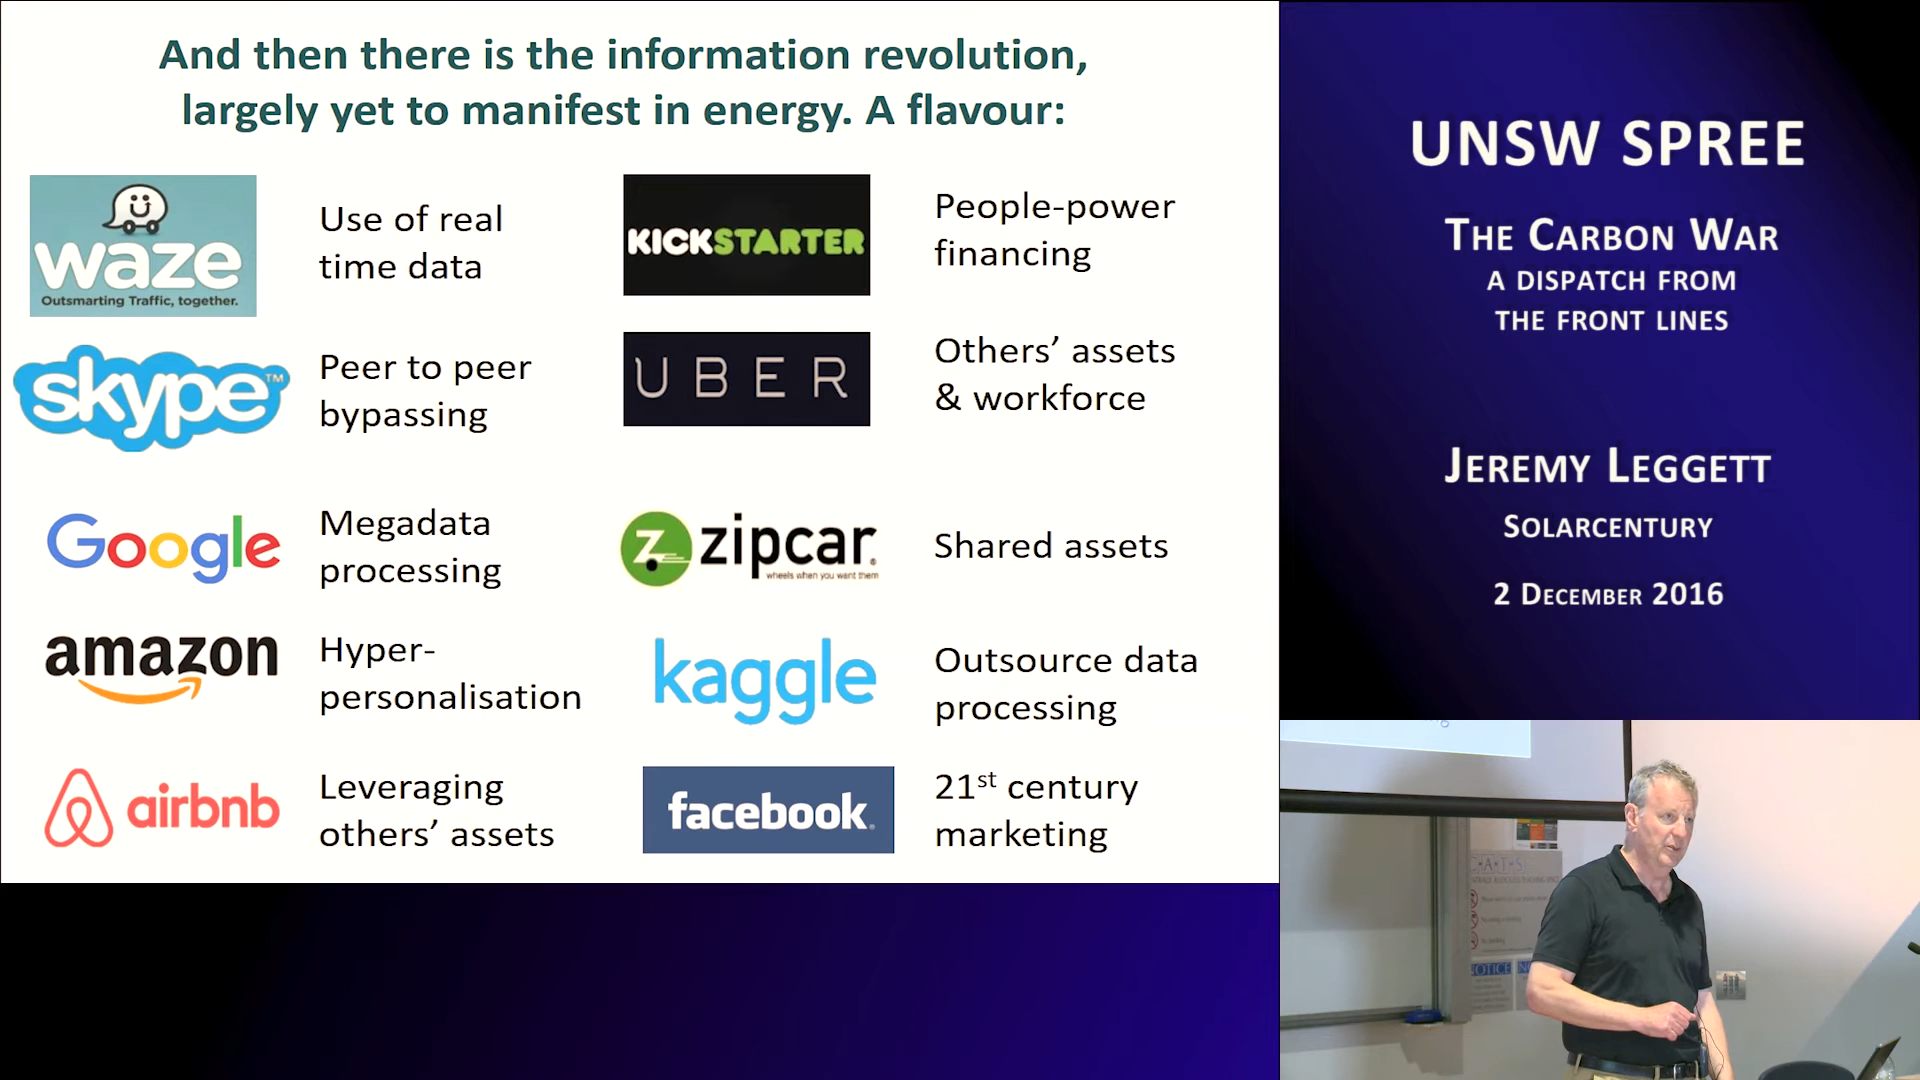 And then there is the information revolution,
largely yet to manifest in energy. A flavour:
waze
Outsmarting Traffic, together.
Use of real
time data
KICKSTARTER
People-power
financing
skype™
Peer to peer
bypassing
UBER
Others’ assets
& workforce
Google
Megadata
processing
zipcar®
wheels when you want them
Shared assets
amazon
Hyper-
personalisation
kaggle
Outsource data
processing
airbnb
Leveraging
others’ assets
facebook®
21st century
marketing
UNSW SPREE
THE CARBON WAR
A DISPATCH FROM
THE FRONT LINES
JEREMY LEGGETT
SOLARCENTURY
2 DECEMBER 2016
NOTICE